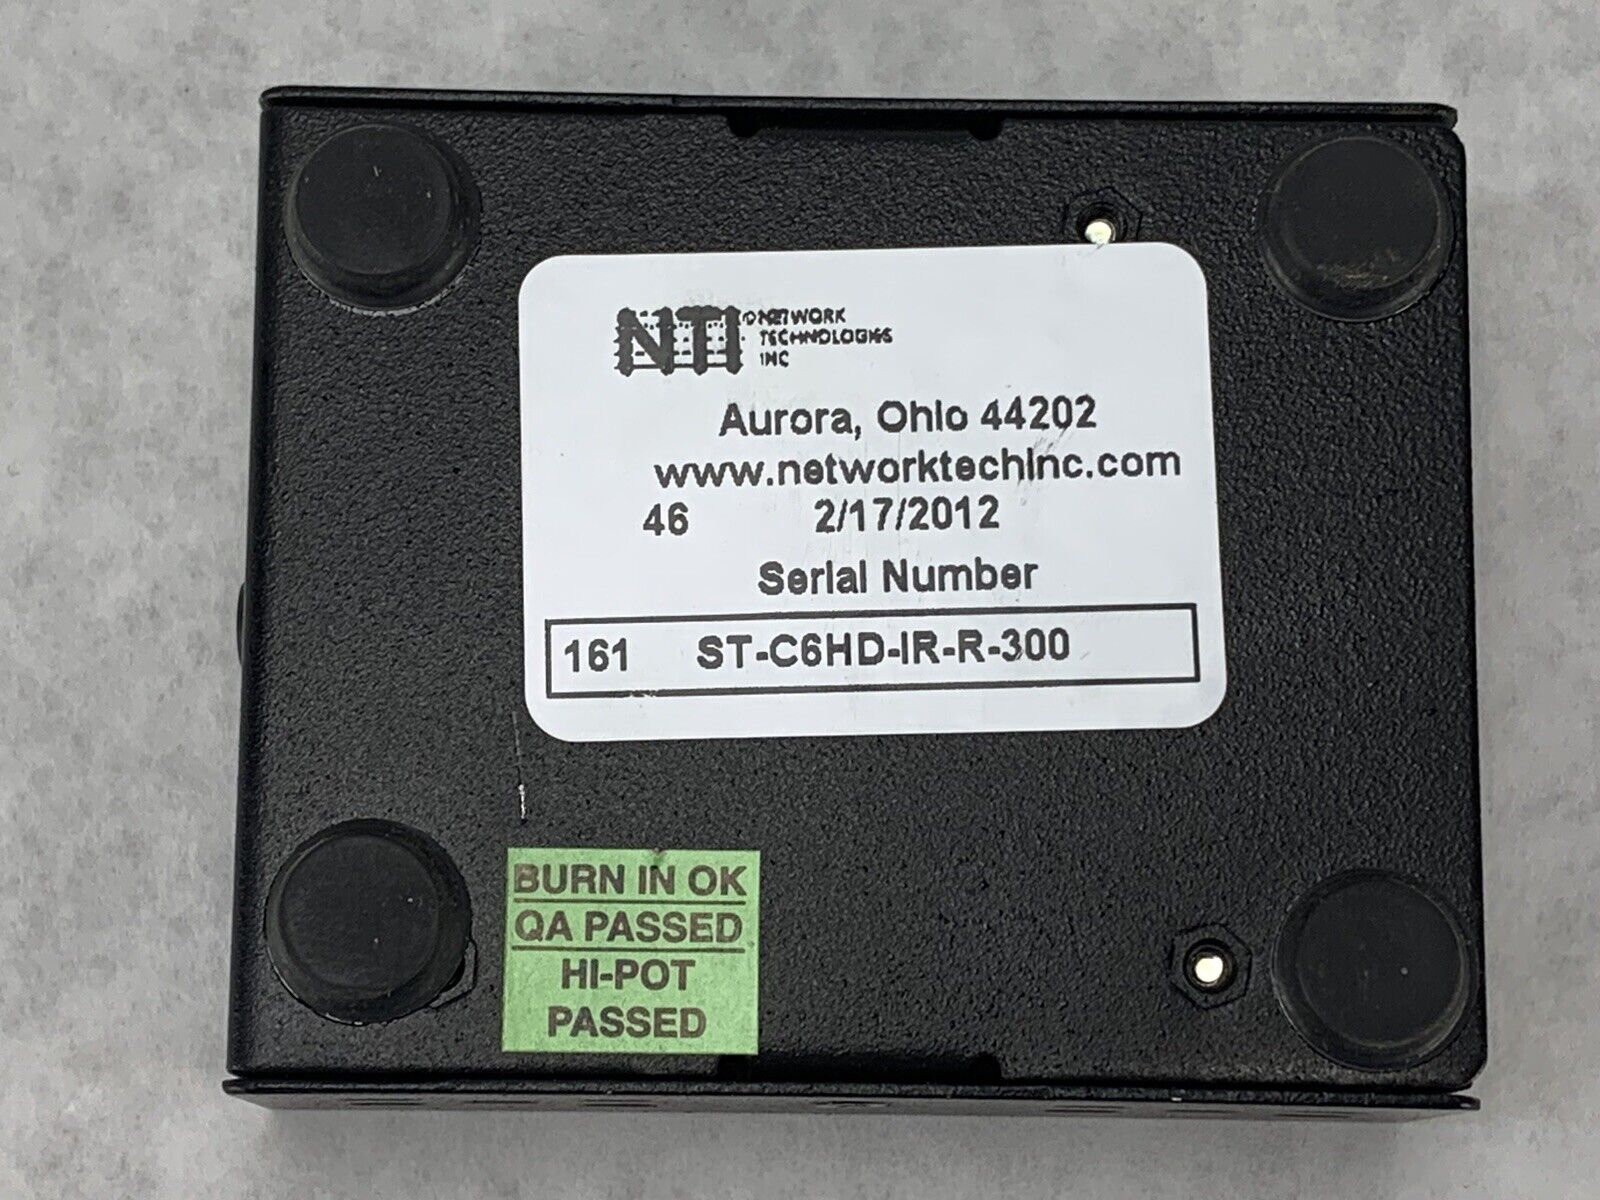 NTI NETWORK
TECHNOLOGIES
INC
Aurora, Ohio 44202
www.networktechinc.com
46 2/17/2012
Serial Number
161 ST-C6HD-IR-R-300
BURN IN OK
QA PASSED
HI-POT
PASSED